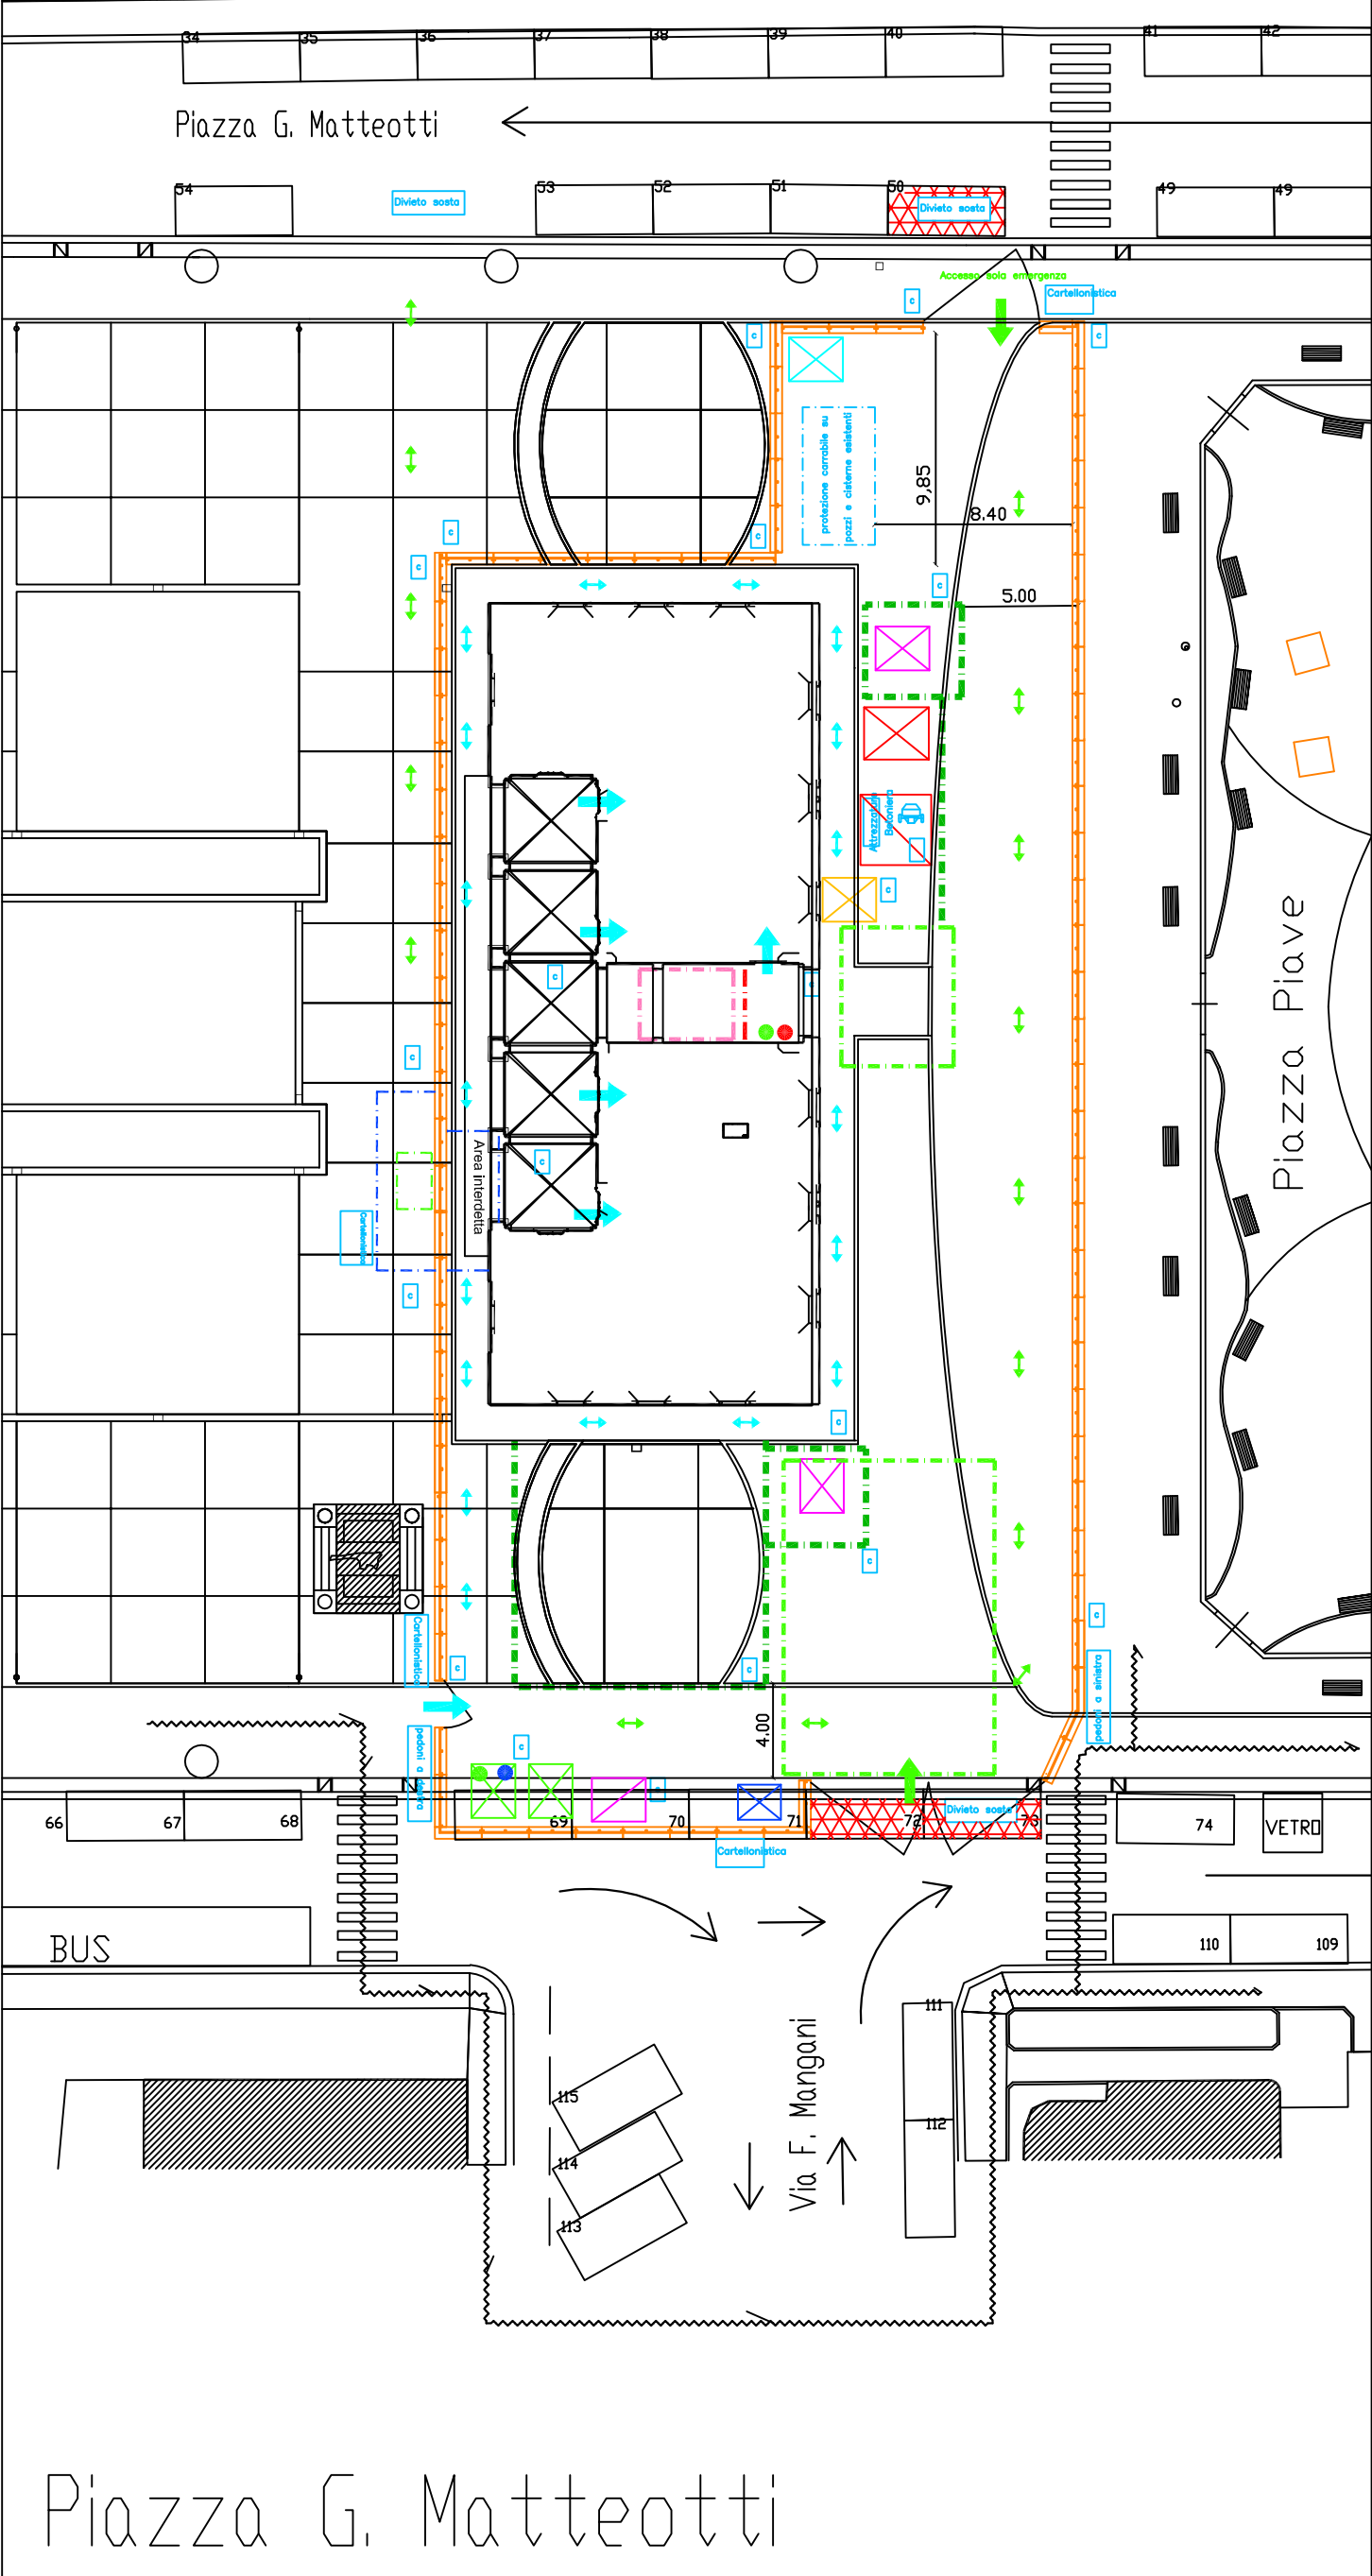 34 35 36 37 38 39 40 41 42
Piazza G. Matteotti
54 53 52 51 50 49 49
Divieto sosta
Divieto sosta
Accesso solo emergenza
Cartellonistica
C
C
C
protezione carrabile su
pozzi e cisterne esistenti
9,85
8.40
C
C
C
C
5.00
Attrezzature
Betoniera
C
Piazza Piave
C
C
C
Area interdetta
C
Cartellonistica
C
C
C
C
Cartellonistica
C
C
pedoni a sinistra
4.00
pedoni a destra
C
C
66 67 68 69 70 71 72 73 74
Divieto sosta
VETRO
Cartellonistica
BUS
110 109
111
Via F. Mangani
115
112
114
113
Piazza G. Matteotti